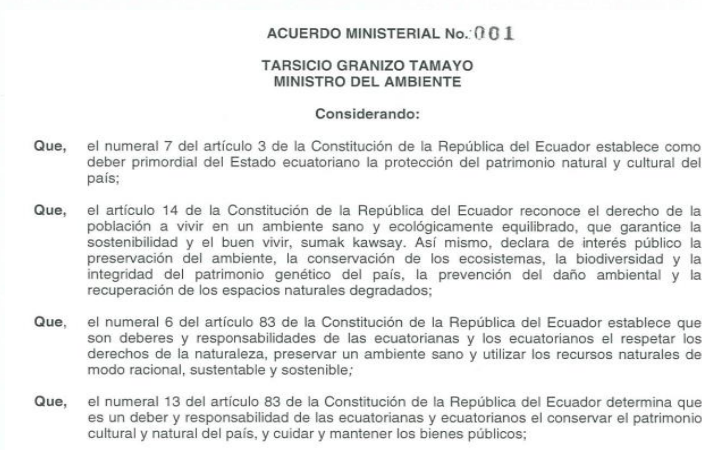 ACUERDO MINISTERIAL No. 001
TARSICIO GRANIZO TAMAYO
MINISTRO DEL AMBIENTE
Considerando:
Que, el numeral 7 del artículo 3 de la Constitución de la República del Ecuador establece como
deber primordial del Estado ecuatoriano la protección del patrimonio natural y cultural del
país;
Que, el artículo 14 de la Constitución de la República del Ecuador reconoce el derecho de la
población a vivir en un ambiente sano y ecológicamente equilibrado, que garantice la
sostenibilidad y el buen vivir, sumak kawsay. Así mismo, declara de interés público la
preservación del ambiente, la conservación de los ecosistemas, la biodiversidad y la
integridad del patrimonio genético del país, la prevención del daño ambiental y la
recuperación de los espacios naturales degradados;
Que, el numeral 6 del artículo 83 de la Constitución de la República del Ecuador establece que
son deberes y responsabilidades de las ecuatorianas y los ecuatorianos el respetar los
derechos de la naturaleza, preservar un ambiente sano y utilizar los recursos naturales de
modo racional, sustentable y sostenible;
Que, el numeral 13 del artículo 83 de la Constitución de la República del Ecuador determina que
es un deber y responsabilidad de las ecuatorianas y ecuatorianos el conservar el patrimonio
cultural y natural del país, y cuidar y mantener los bienes públicos;